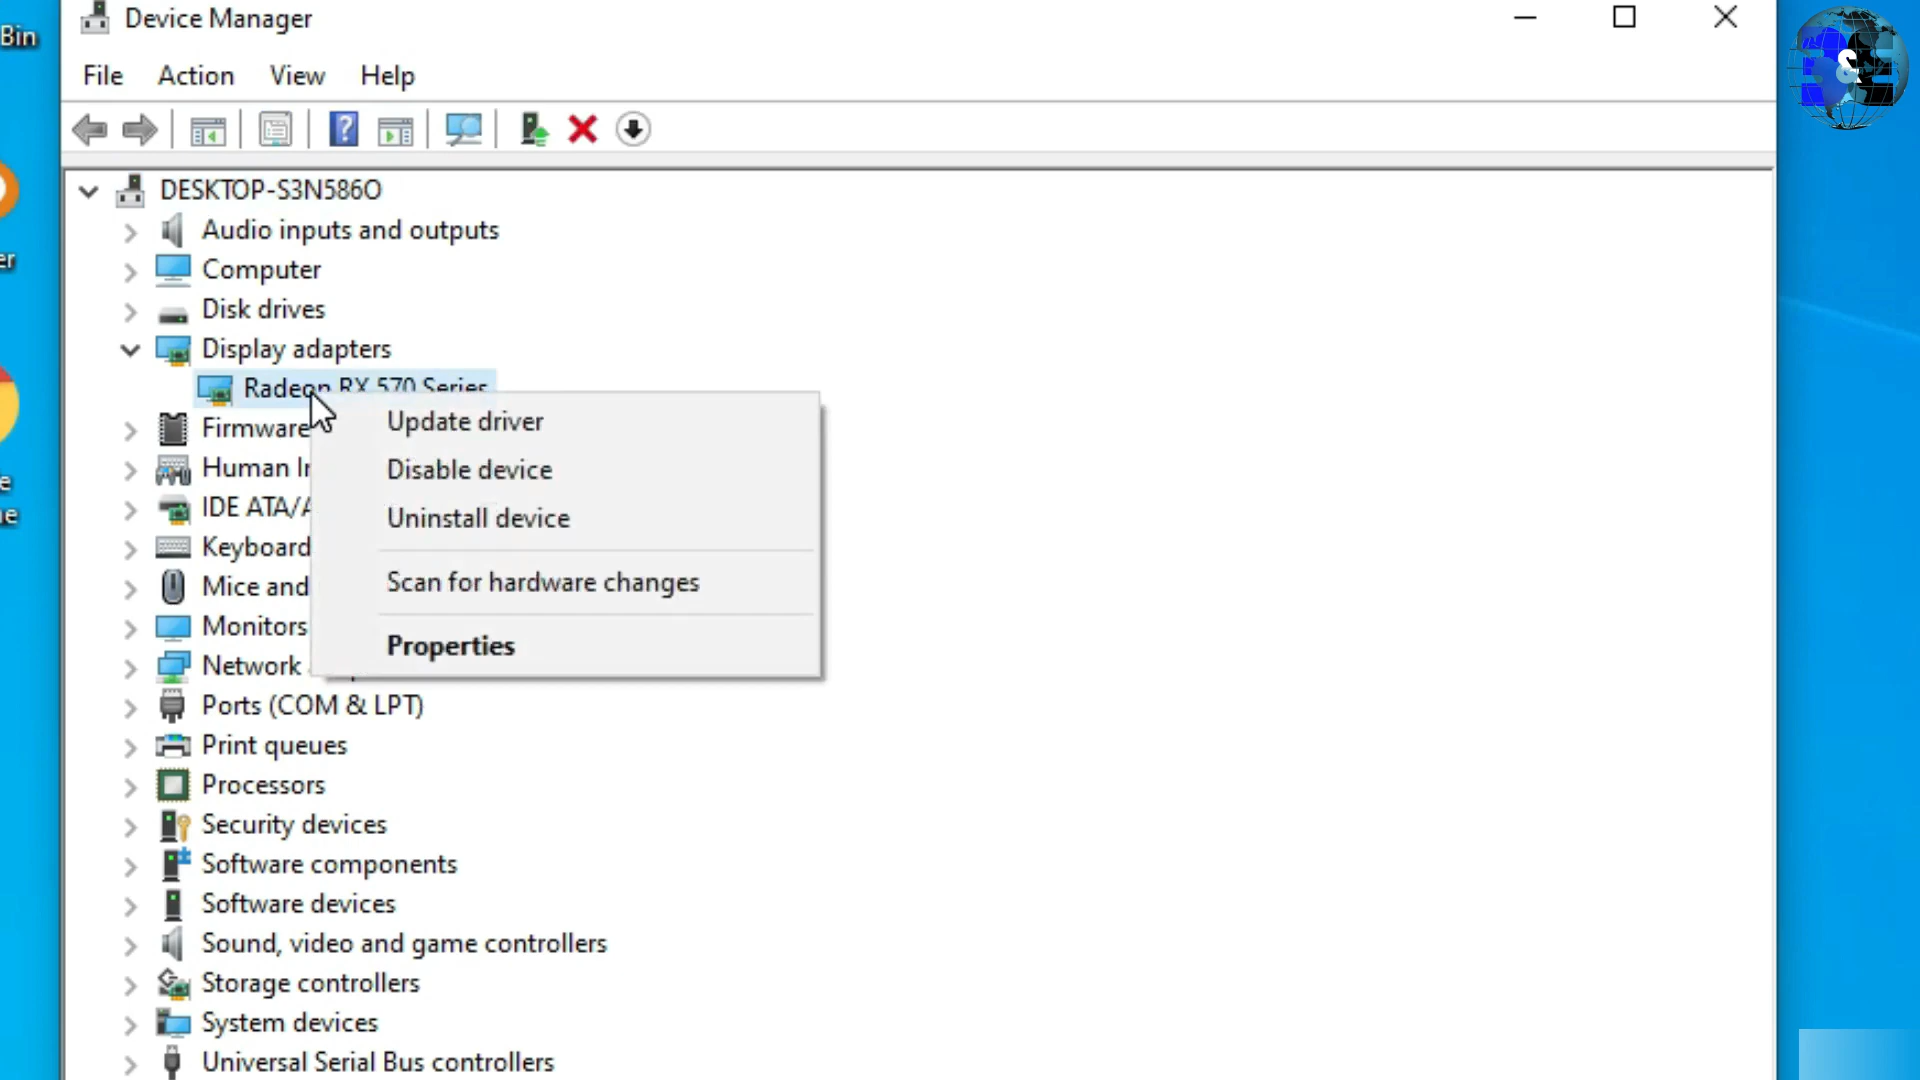 Bin
Device Manager
File Action View Help
DESKTOP-S3N586O
Audio inputs and outputs
Computer
Disk drives
Display adapters
Radeon RX 570 Series
Update driver
Firmware
Disable device
Human
IDE ATA/
Uninstall device
Keyboard
Scan for hardware changes
Mice and
Monitors
Properties
Network
Ports (COM & LPT)
Print queues
Processors
Security devices
Software components
Software devices
Sound, video and game controllers
Storage controllers
System devices
Universal Serial Bus controllers